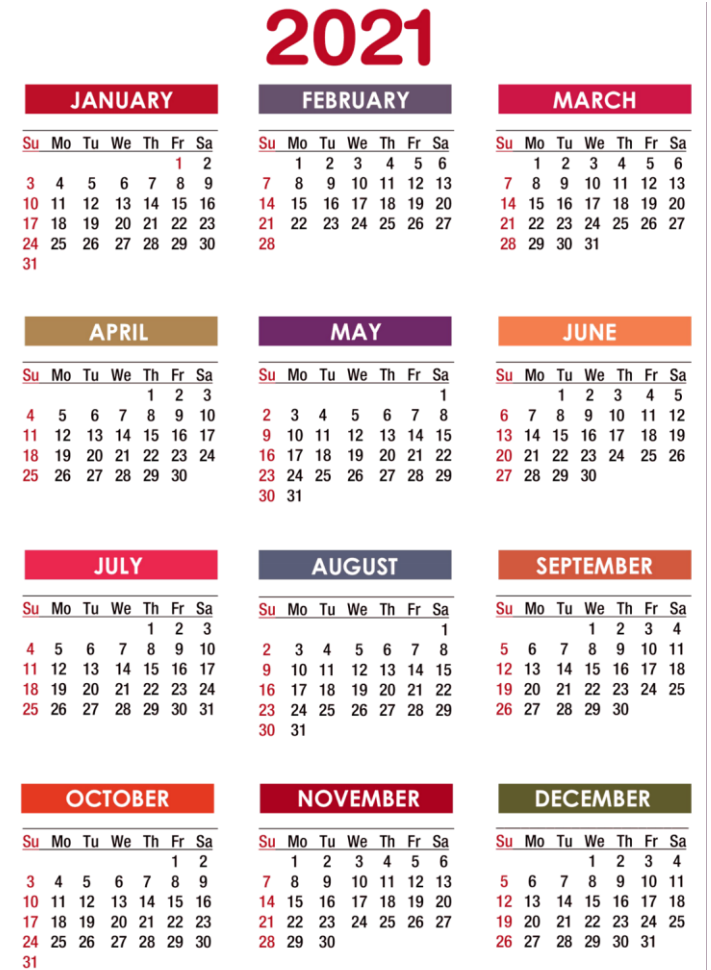 2021
JANUARY
Su Mo Tu We Th Fr Sa
1 2
3 4 5 6 7 8 9
10 11 12 13 14 15 16
17 18 19 20 21 22 23
24 25 26 27 28 29 30
31
FEBRUARY
Su Mo Tu We Th Fr Sa
1 2 3 4 5 6
7 8 9 10 11 12 13
14 15 16 17 18 19 20
21 22 23 24 25 26 27
28
MARCH
Su Mo Tu We Th Fr Sa
1 2 3 4 5 6
7 8 9 10 11 12 13
14 15 16 17 18 19 20
21 22 23 24 25 26 27
28 29 30 31
APRIL
Su Mo Tu We Th Fr Sa
1 2 3
4 5 6 7 8 9 10
11 12 13 14 15 16 17
18 19 20 21 22 23 24
25 26 27 28 29 30
MAY
Su Mo Tu We Th Fr Sa
1
2 3 4 5 6 7 8
9 10 11 12 13 14 15
16 17 18 19 20 21 22
23 24 25 26 27 28 29
30 31
JUNE
Su Mo Tu We Th Fr Sa
1 2 3 4 5
6 7 8 9 10 11 12
13 14 15 16 17 18 19
20 21 22 23 24 25 26
27 28 29 30
JULY
Su Mo Tu We Th Fr Sa
1 2 3
4 5 6 7 8 9 10
11 12 13 14 15 16 17
18 19 20 21 22 23 24
25 26 27 28 29 30 31
AUGUST
Su Mo Tu We Th Fr Sa
1
2 3 4 5 6 7 8
9 10 11 12 13 14 15
16 17 18 19 20 21 22
23 24 25 26 27 28 29
30 31
SEPTEMBER
Su Mo Tu We Th Fr Sa
1 2 3 4
5 6 7 8 9 10 11
12 13 14 15 16 17 18
19 20 21 22 23 24 25
26 27 28 29 30
OCTOBER
Su Mo Tu We Th Fr Sa
1 2
3 4 5 6 7 8 9
10 11 12 13 14 15 16
17 18 19 20 21 22 23
24 25 26 27 28 29 30
31
NOVEMBER
Su Mo Tu We Th Fr Sa
1 2 3 4 5 6
7 8 9 10 11 12 13
14 15 16 17 18 19 20
21 22 23 24 25 26 27
28 29 30
DECEMBER
Su Mo Tu We Th Fr Sa
1 2 3 4
5 6 7 8 9 10 11
12 13 14 15 16 17 18
19 20 21 22 23 24 25
26 27 28 29 30 31